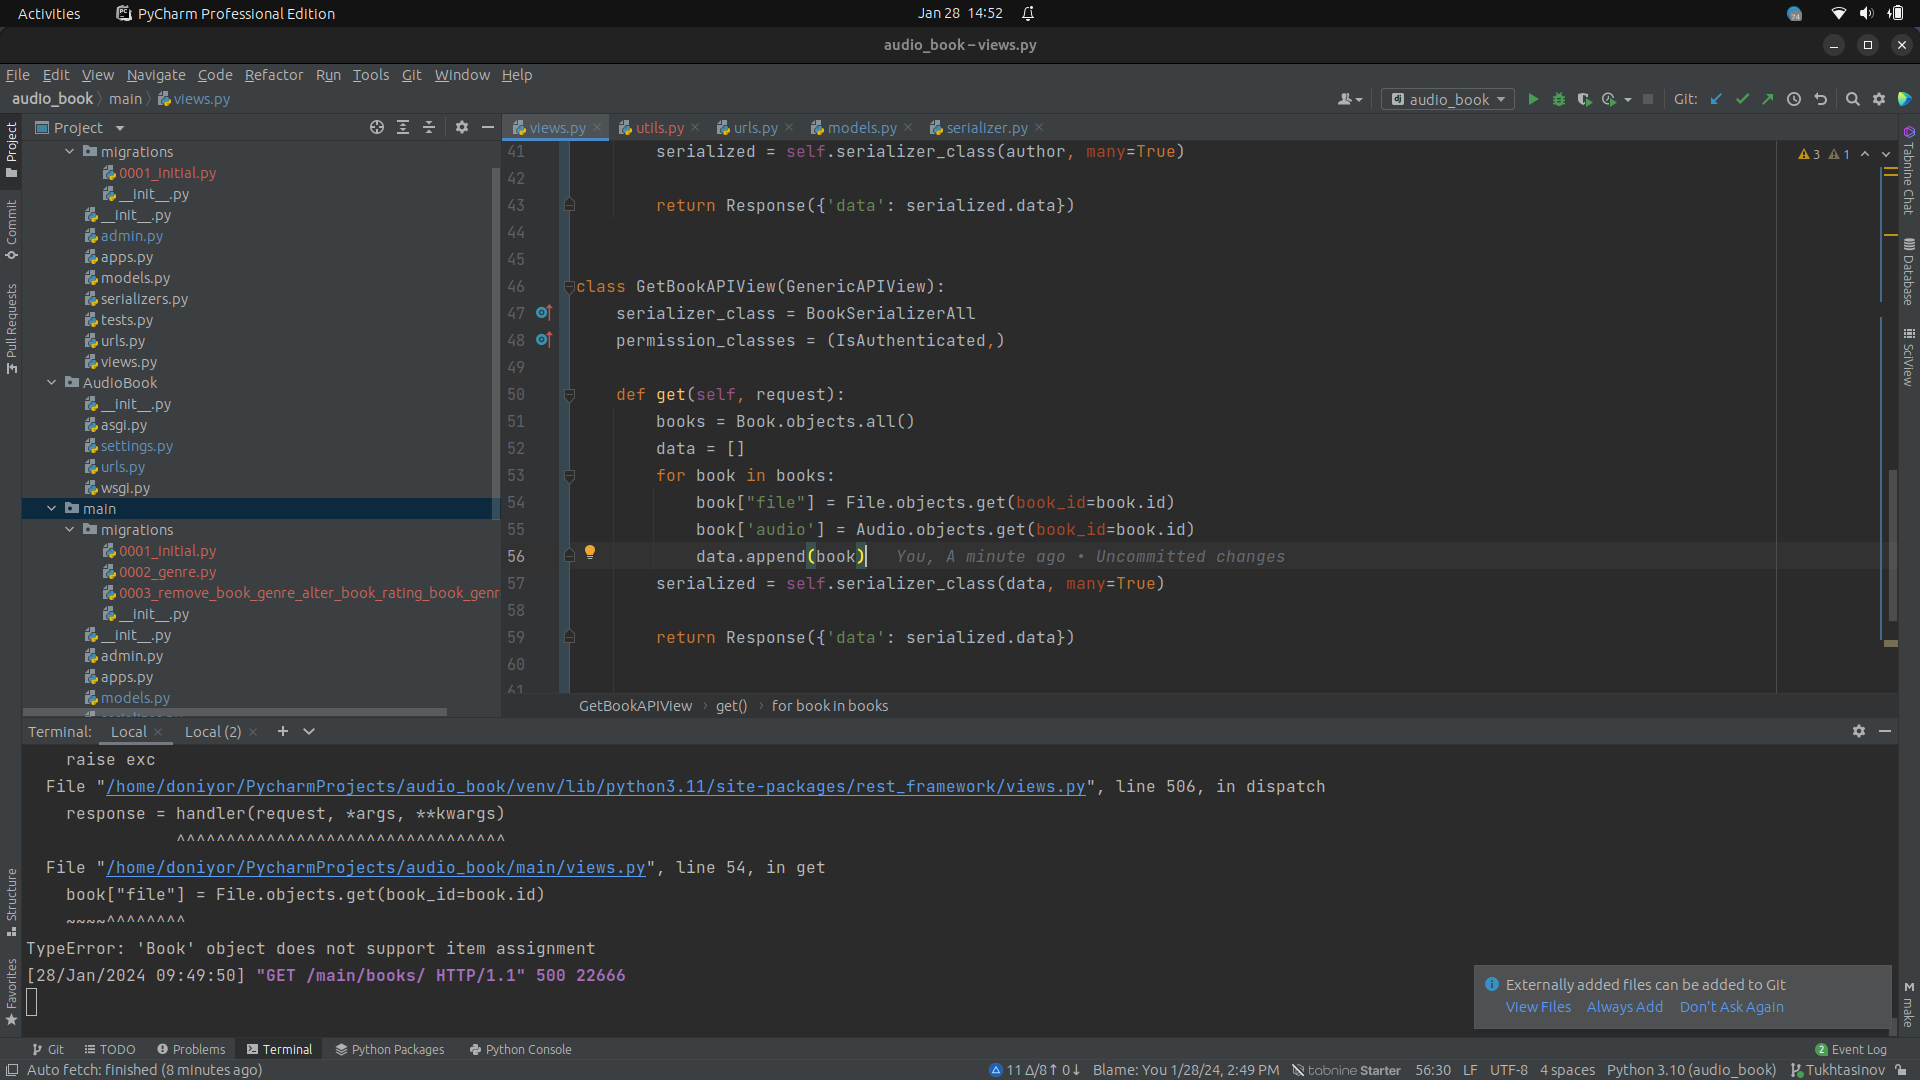 Activities PyCharm Professional Edition Jan 28 14:52
audio_book – views.py
File Edit View Navigate Code Refactor Run Tools Git Window Help
audio_book main views.py audio_book Git:
Project
views.py utils.py urls.py models.py serializer.py
migrations
0001_initial.py
__init__.py
__init__.py
admin.py
apps.py
models.py
serializers.py
tests.py
urls.py
views.py
AudioBook
__init__.py
asgi.py
settings.py
urls.py
wsgi.py
main
migrations
0001_initial.py
0002_genre.py
0003_remove_book_genre_alter_book_rating_book_genr
__init__.py
__init__.py
admin.py
apps.py
models.py
3 1
41 serialized = self.serializer_class(author, many=True)
42
43 return Response({'data': serialized.data})
44
45
46 class GetBookAPIView(GenericAPIView):
47 serializer_class = BookSerializerAll
48 permission_classes = (IsAuthenticated,)
49
50 def get(self, request):
51 books = Book.objects.all()
52 data = []
53 for book in books:
54 book["file"] = File.objects.get(book_id=book.id)
55 book['audio'] = Audio.objects.get(book_id=book.id)
56 data.append(book) You, A minute ago • Uncommitted changes
57 serialized = self.serializer_class(data, many=True)
58
59 return Response({'data': serialized.data})
60
61
GetBookAPIView › get() › for book in books
Project
Commit
Pull Requests
Structure
Favorites
Tabnine Chat
Database
SciView
make
Terminal: Local Local (2)
raise exc
File "/home/doniyor/PycharmProjects/audio_book/venv/lib/python3.11/site-packages/rest_framework/views.py", line 506, in dispatch
response = handler(request, *args, **kwargs)
^^^^^^^^^^^^^^^^^^^^^^^^^^^^^^^^^
File "/home/doniyor/PycharmProjects/audio_book/main/views.py", line 54, in get
book["file"] = File.objects.get(book_id=book.id)
~~~~^^^^^^^^
TypeError: 'Book' object does not support item assignment
[28/Jan/2024 09:49:50] "GET /main/books/ HTTP/1.1" 500 22666
Externally added files can be added to Git
View Files Always Add Don't Ask Again
Git TODO Problems Terminal Python Packages Python Console 2 Event Log
Auto fetch: finished (8 minutes ago) 11 Δ/8↑ 0↓ Blame: You 1/28/24, 2:49 PM tabnine Starter 56:30 LF UTF-8 4 spaces Python 3.10 (audio_book) Tukhtasinov